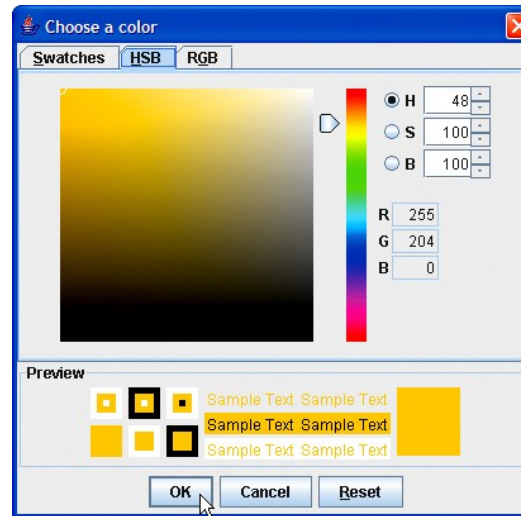 Choose a color
Swatches HSB RGB
H 48
S 100
B 100
R 255
G 204
B 0
Preview
Sample Text Sample Text
Sample Text Sample Text
Sample Text Sample Text
OK Cancel Reset